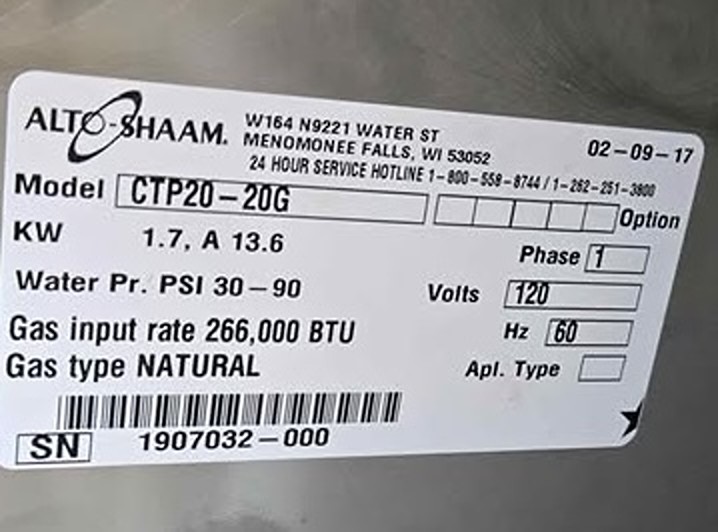 ALTO-SHAAM.
W164 N9221 WATER ST
MENOMONEE FALLS, WI 53052
02-09-17
24 HOUR SERVICE HOTLINE 1-800-558-8744 / 1-262-251-3800
Model CTP20-20G Option
KW 1.7, A 13.6
Phase 1
Water Pr. PSI 30-90
Volts 120
Gas input rate 266,000 BTU
Hz 60
Gas type NATURAL
Apl. Type
SN 1907032-000